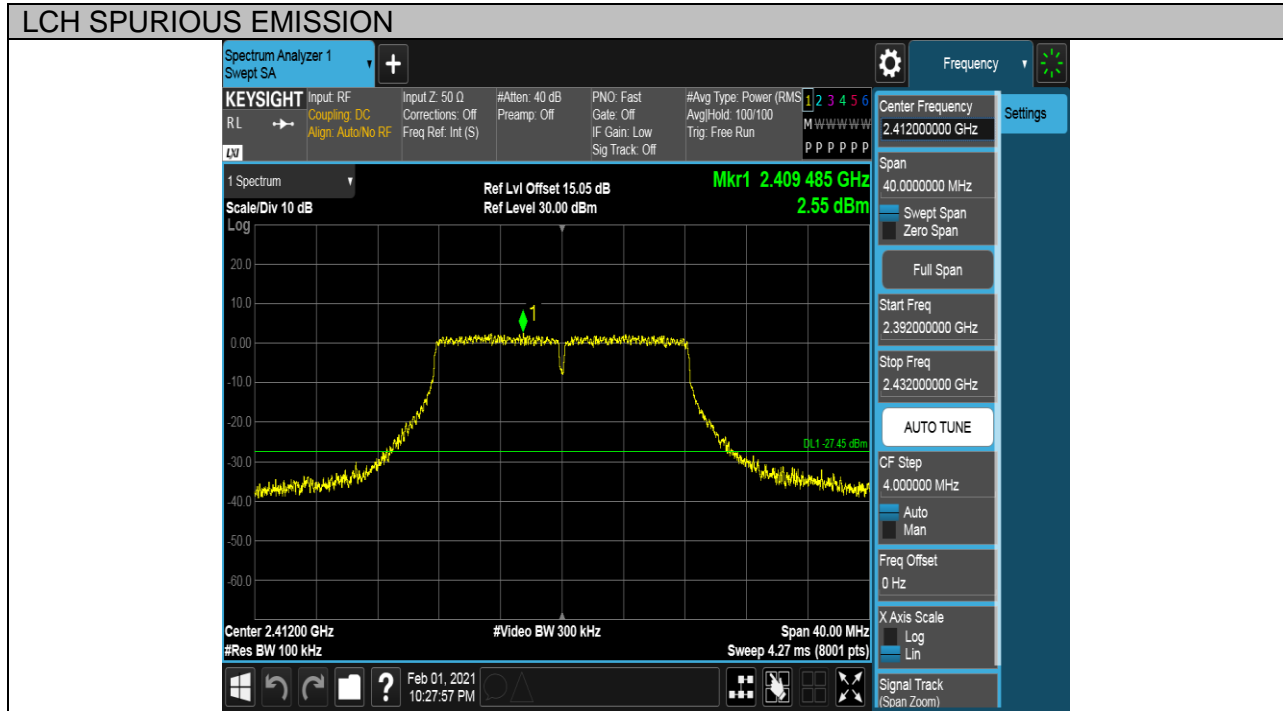 LCH SPURIOUS EMISSION
Spectrum Analyzer 1
Swept SA
+
Frequency
KEYSIGHT
RL
LXI
Input: RF
Coupling: DC
Align: Auto/No RF
Input Z: 50 Ω
Corrections: Off
Freq Ref: Int (S)
#Atten: 40 dB
Preamp: Off
PNO: Fast
Gate: Off
IF Gain: Low
Sig Track: Off
#Avg Type: Power (RMS
Avg|Hold: 100/100
Trig: Free Run
1 2 3 4 5 6
M W W W W W
P P P P P P
1 Spectrum
Scale/Div 10 dB
Log
Ref Lvl Offset 15.05 dB
Ref Level 30.00 dBm
Mkr1 2.409 485 GHz
2.55 dBm
20.0
10.0
0.00
-10.0
-20.0
-30.0
-40.0
-50.0
-60.0
1
DL1 -27.45 dBm
Center 2.41200 GHz
#Res BW 100 kHz
#Video BW 300 kHz
Span 40.00 MHz
Sweep 4.27 ms (8001 pts)
Feb 01, 2021
10:27:57 PM
?
Center Frequency
2.412000000 GHz
Settings
Span
40.0000000 MHz
Swept Span
Zero Span
Full Span
Start Freq
2.392000000 GHz
Stop Freq
2.432000000 GHz
AUTO TUNE
CF Step
4.000000 MHz
Auto
Man
Freq Offset
0 Hz
X Axis Scale
Log
Lin
Signal Track
(Span Zoom)